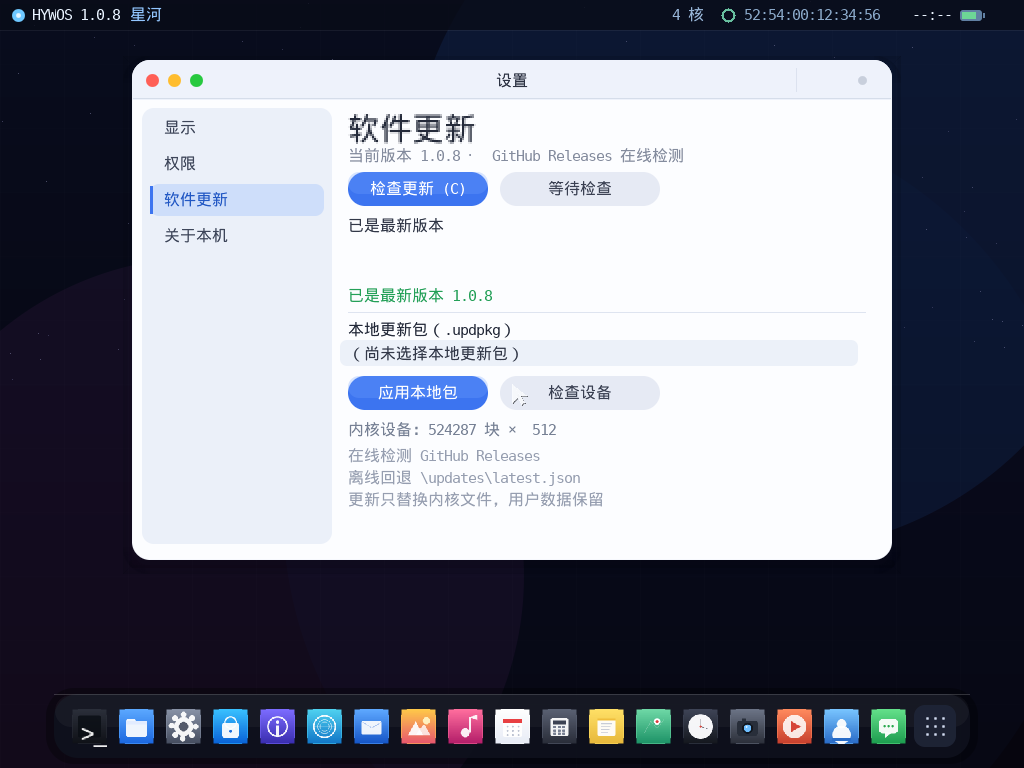 HYWOS 1.0.8 星河 4 核 52:54:00:12:34:56 --:--
设置
显示
权限
软件更新
关于本机
软件更新
当前版本 1.0.8 · GitHub Releases 在线检测
检查更新 (C) 等待检查
已是最新版本
已是最新版本 1.0.8
本地更新包（.updpkg）
（尚未选择本地更新包）
应用本地包 检查设备
内核设备: 524287 块 × 512
在线检测 GitHub Releases
离线回退 \updates\latest.json
更新只替换内核文件, 用户数据保留
>_